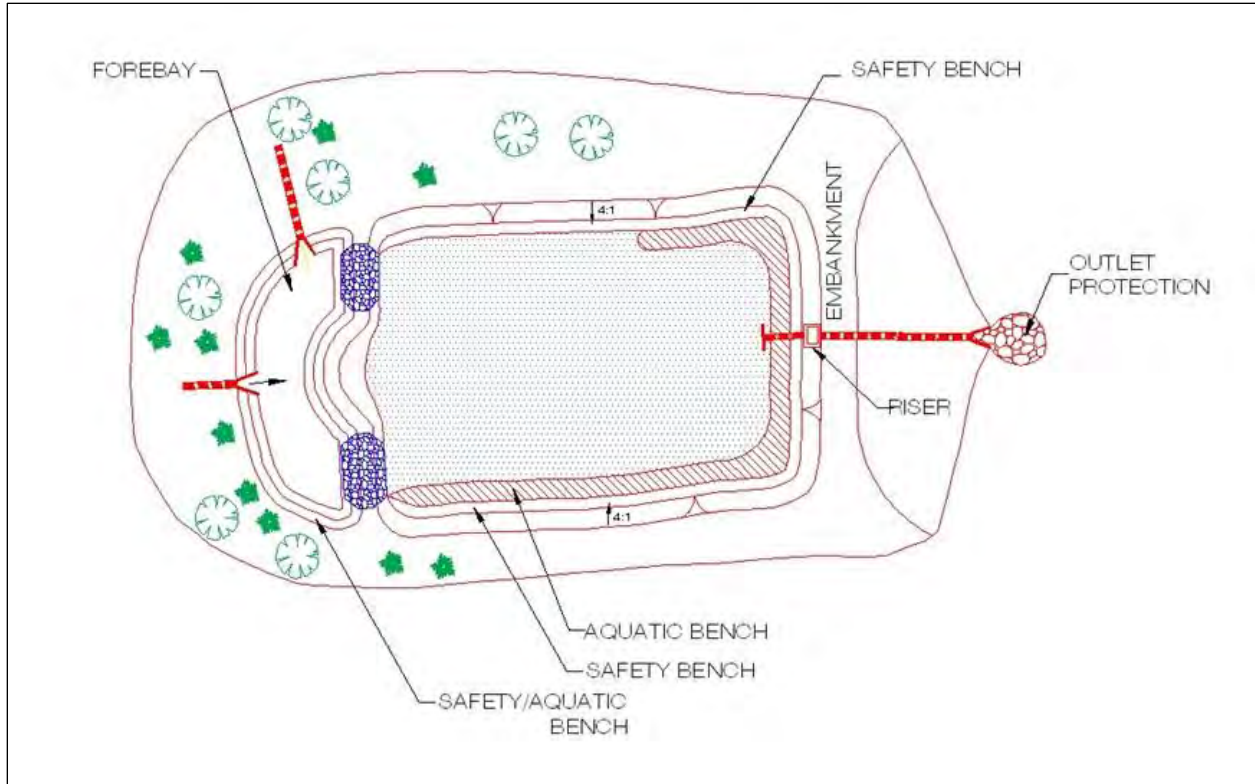 FOREBAY
SAFETY BENCH
4:1
EMBANKMENT
OUTLET
PROTECTION
RISER
4:1
AQUATIC BENCH
SAFETY BENCH
SAFETY/AQUATIC
BENCH